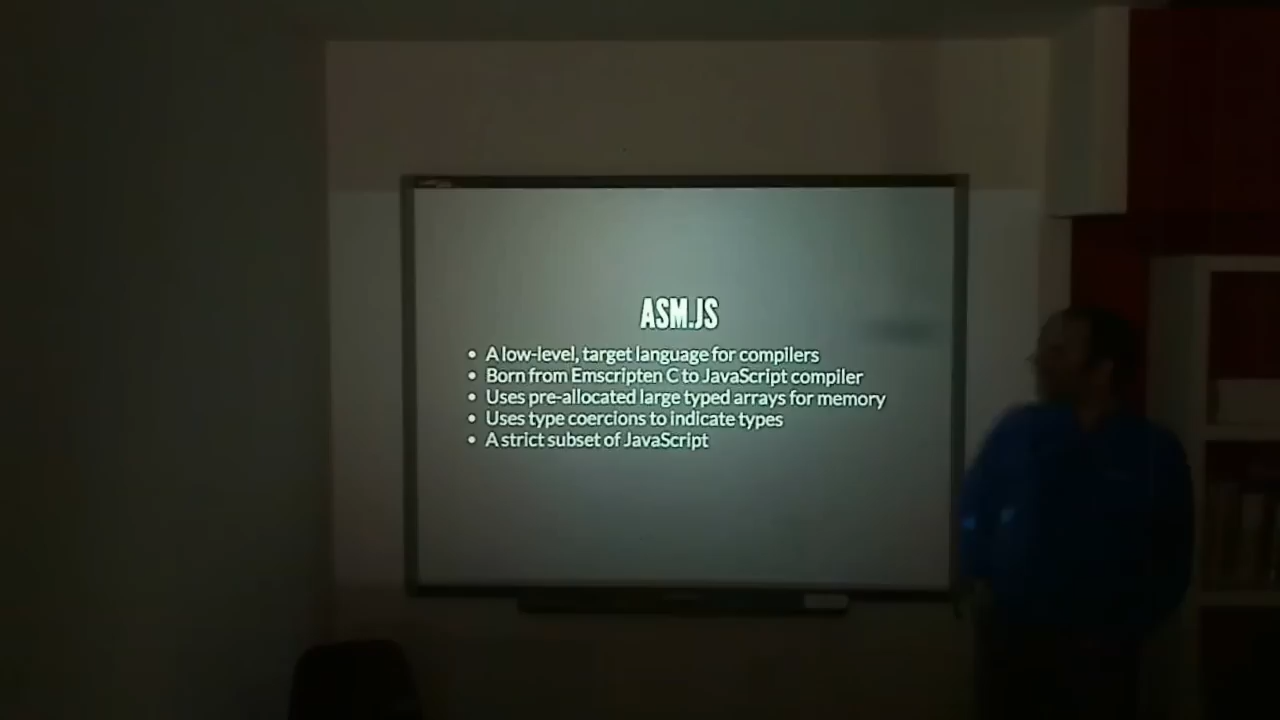 ASM.JS
• A low-level, target language for compilers
• Born from Emscripten C to JavaScript compiler
• Uses pre-allocated large typed arrays for memory
• Uses type coercions to indicate types
• A strict subset of JavaScript